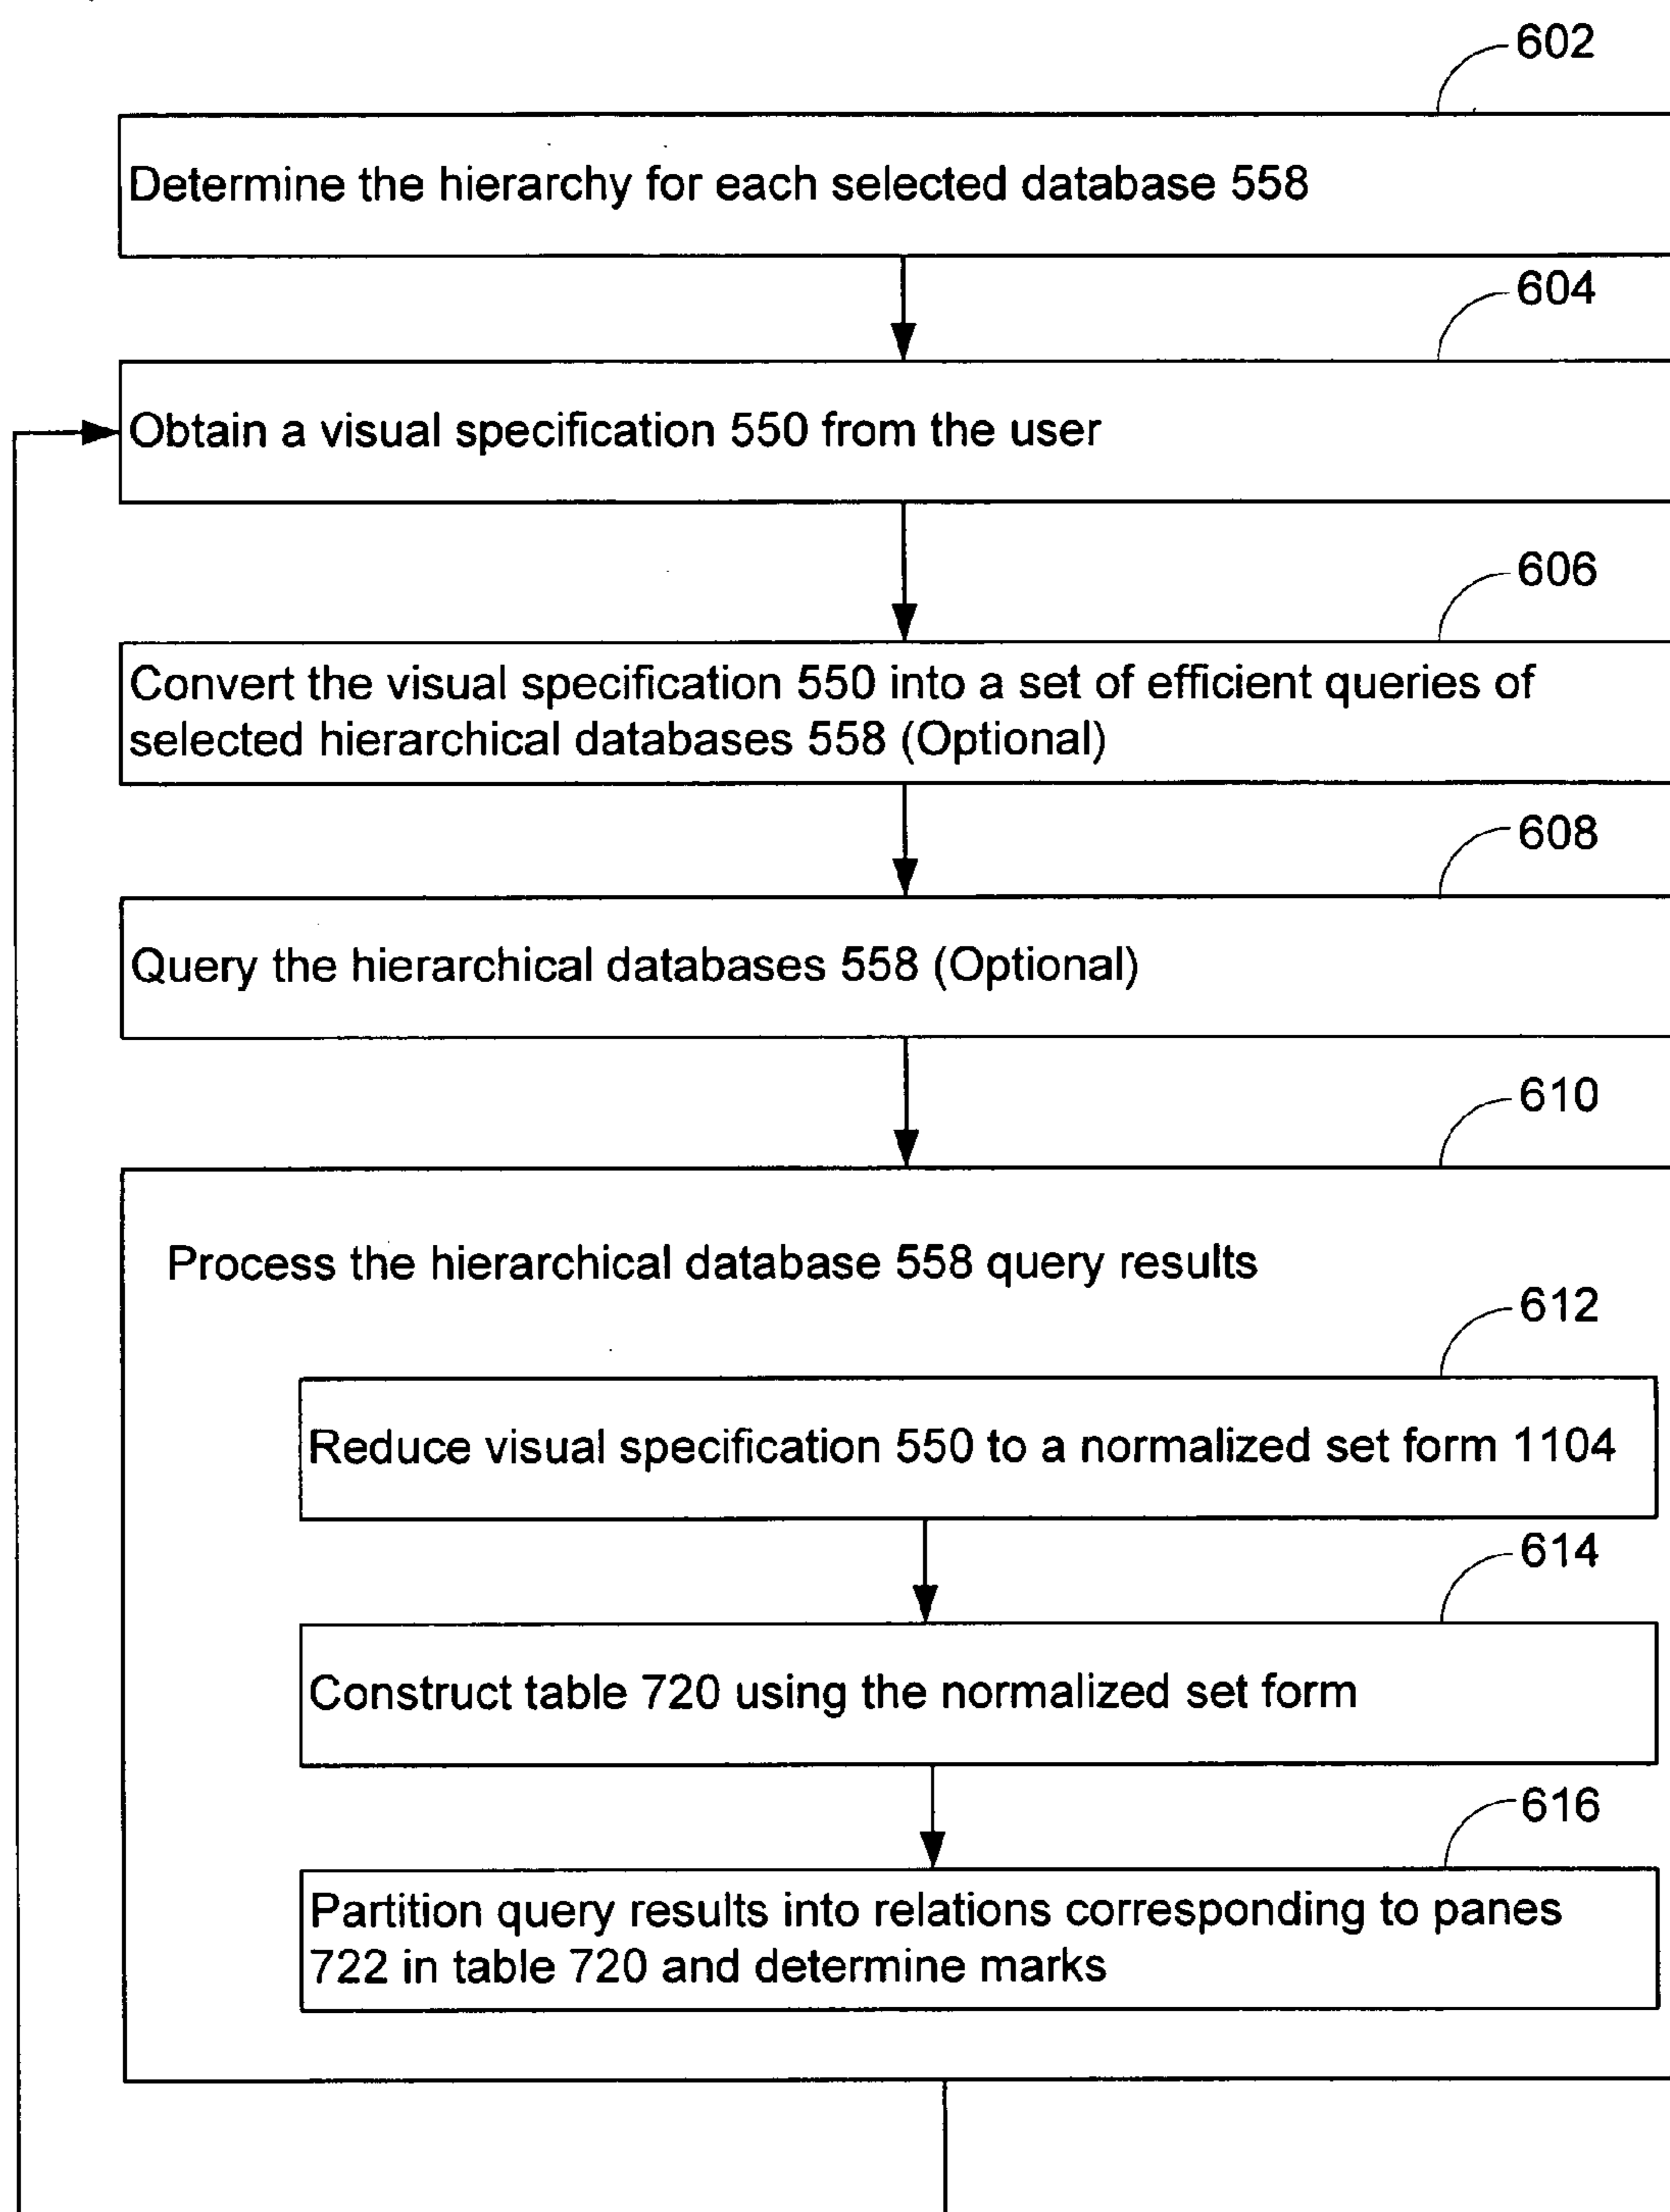 602
Determine the hierarchy for each selected database 558
604
Obtain a visual specification 550 from the user
606
Convert the visual specification 550 into a set of efficient queries of
selected hierarchical databases 558 (Optional)
608
Query the hierarchical databases 558 (Optional)
610
Process the hierarchical database 558 query results
612
Reduce visual specification 550 to a normalized set form 1104
614
Construct table 720 using the normalized set form
616
Partition query results into relations corresponding to panes
722 in table 720 and determine marks